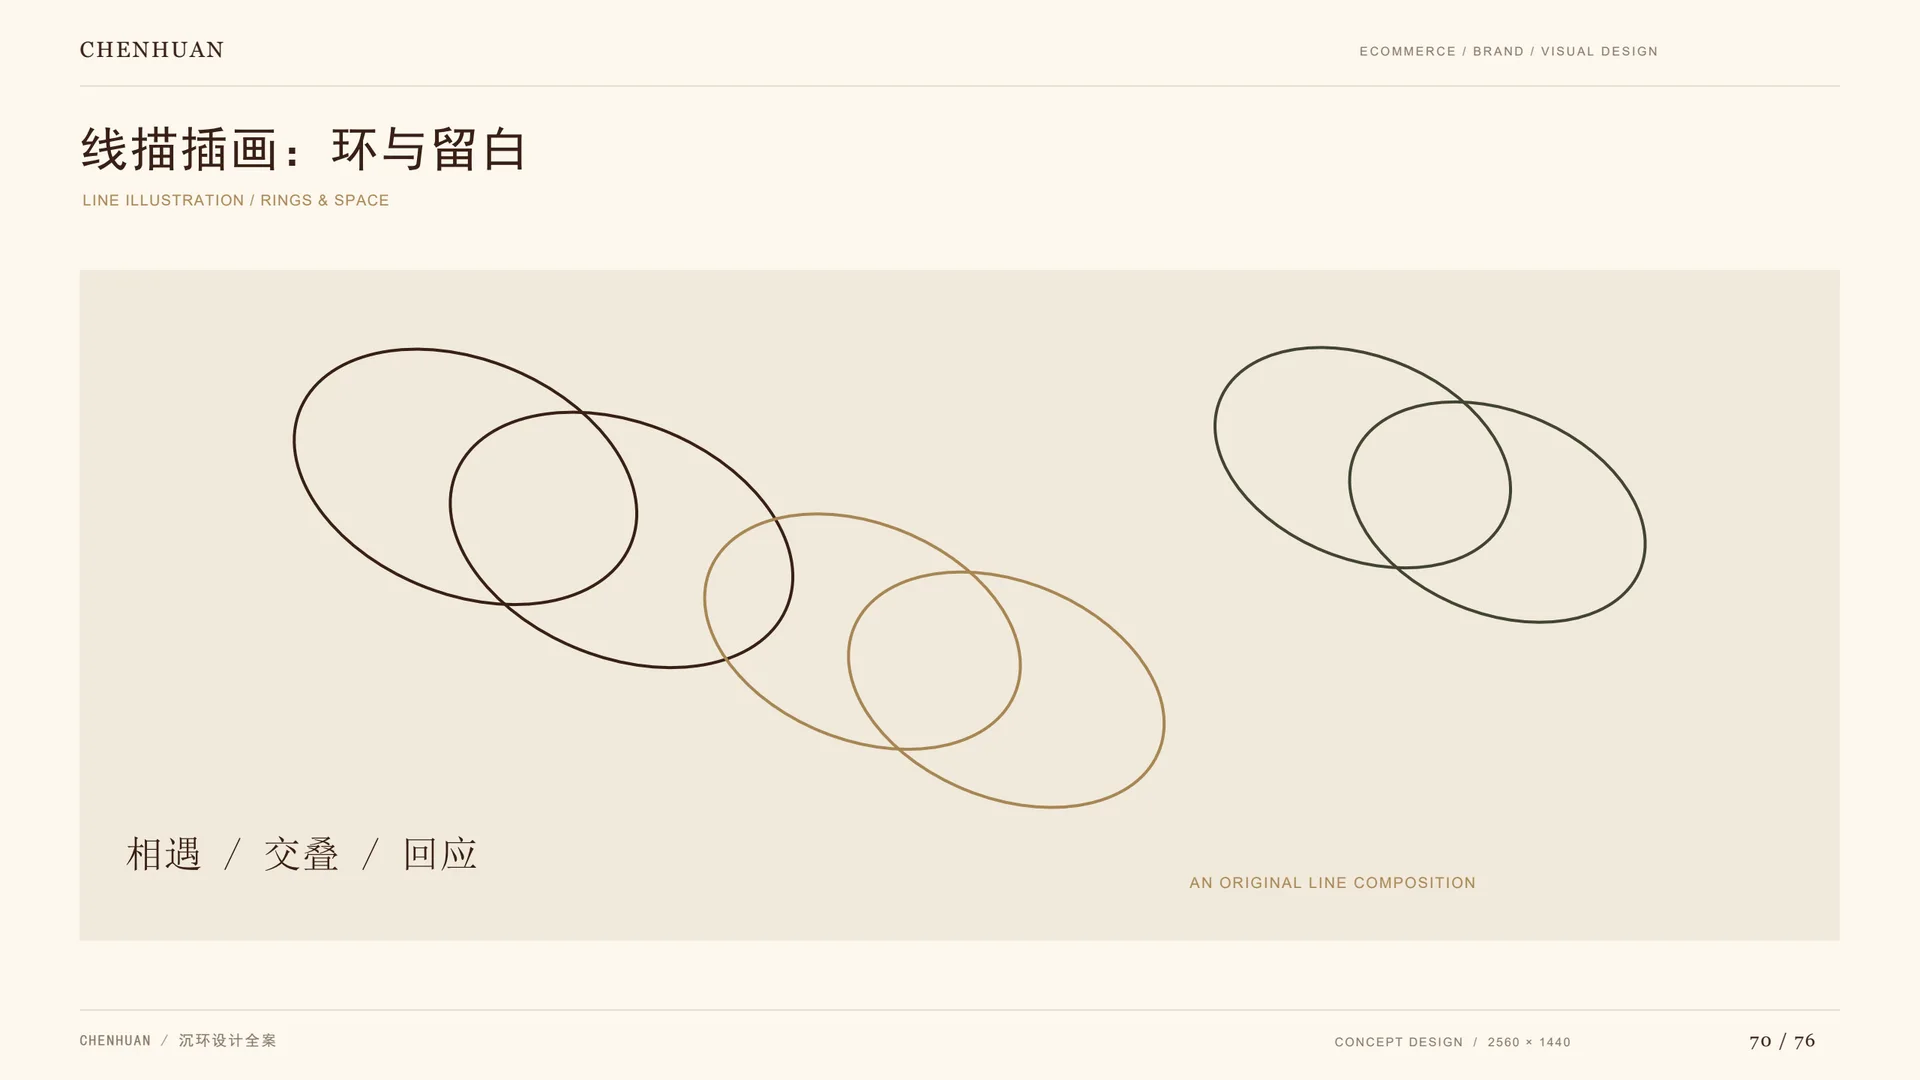 CHENHUAN
ECOMMERCE / BRAND / VISUAL DESIGN
线描插画：环与留白
LINE ILLUSTRATION / RINGS & SPACE
相遇 / 交叠 / 回应
AN ORIGINAL LINE COMPOSITION
CHENHUAN / 沉环设计全案
CONCEPT DESIGN / 2560 × 1440
70 / 76